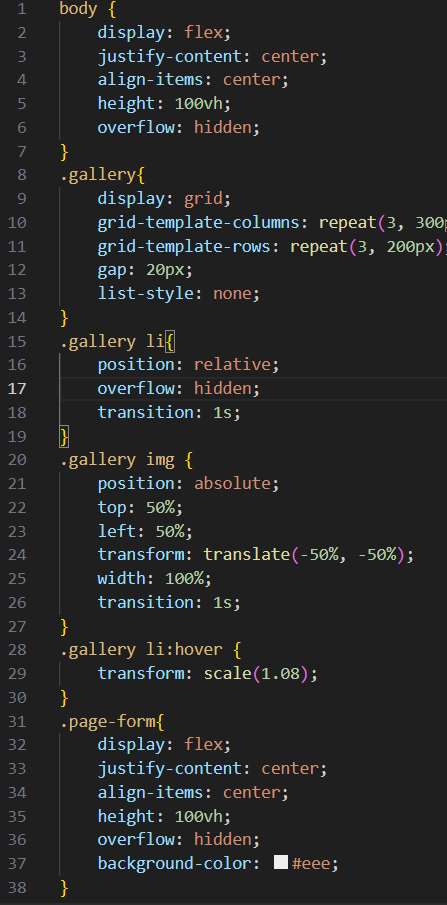 1 body {
2     display: flex;
3     justify-content: center;
4     align-items: center;
5     height: 100vh;
6     overflow: hidden;
7 }
8 .gallery{
9     display: grid;
10     grid-template-columns: repeat(3, 300p
11     grid-template-rows: repeat(3, 200px);
12     gap: 20px;
13     list-style: none;
14 }
15 .gallery li{
16     position: relative;
17     overflow: hidden;
18     transition: 1s;
19 }
20 .gallery img {
21     position: absolute;
22     top: 50%;
23     left: 50%;
24     transform: translate(-50%, -50%);
25     width: 100%;
26     transition: 1s;
27 }
28 .gallery li:hover {
29     transform: scale(1.08);
30 }
31 .page-form{
32     display: flex;
33     justify-content: center;
34     align-items: center;
35     height: 100vh;
36     overflow: hidden;
37     background-color: #eee;
38 }